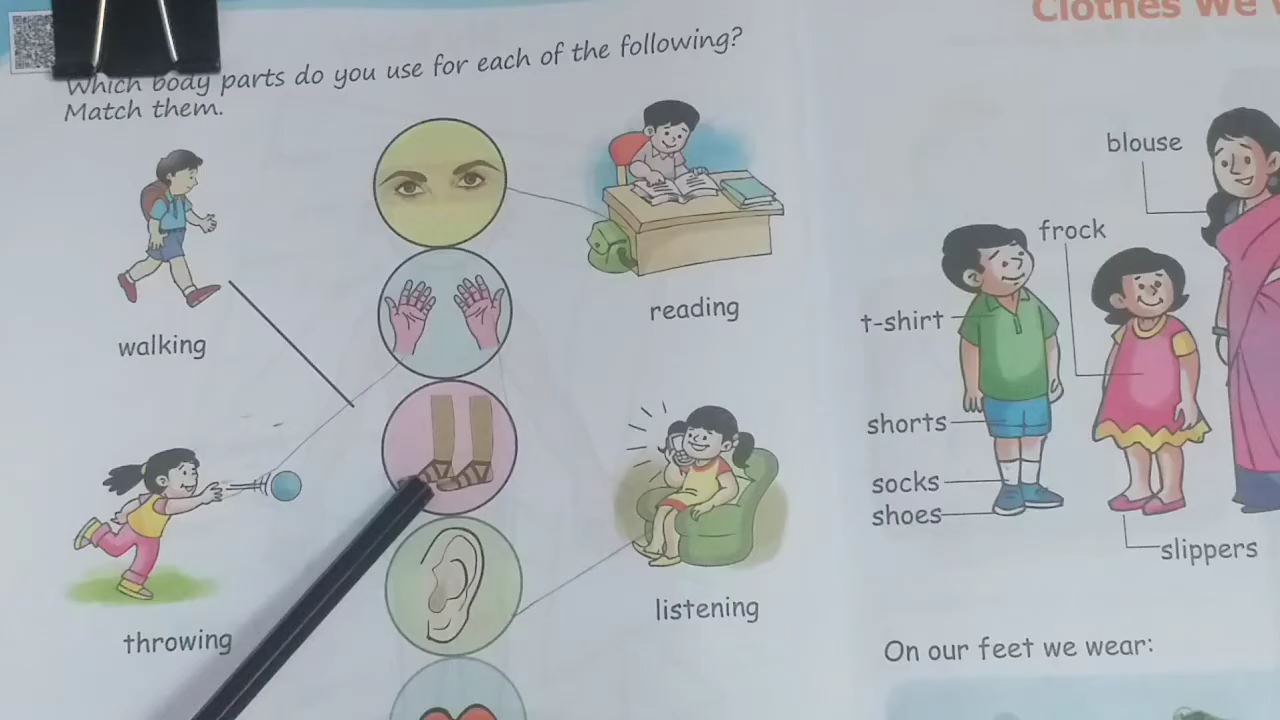 Which body parts do you use for each of the following?
Match them.
walking
reading
throwing
listening
Clothes We
blouse
frock
t-shirt
shorts
socks
shoes
slippers
On our feet we wear: